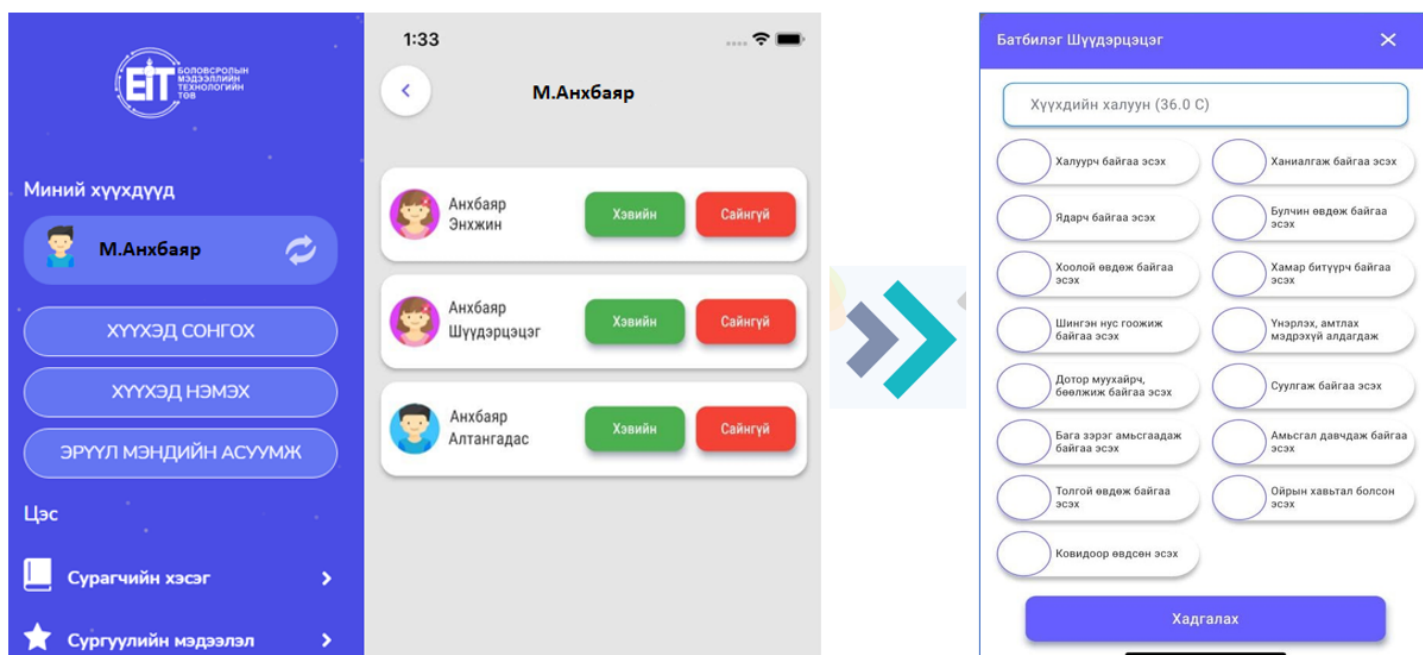 EIT
БОЛОВСРОЛЫН
МЭДЭЭЛЛИЙН
ТЕХНОЛОГИЙН
ТӨВ
Миний хүүхдүүд
М.Анхбаяр
ХҮҮХЭД СОНГОХ
ХҮҮХЭД НЭМЭХ
ЭРҮҮЛ МЭНДИЙН АСУУМЖ
Цэс
Сурагчийн хэсэг
Сургуулийн мэдээлэл
1:33
М.Анхбаяр
Анхбаяр
Энхжин
Хэвийн
Сайнгүй
Анхбаяр
Шүүдэрцэцэг
Хэвийн
Сайнгүй
Анхбаяр
Алтангадас
Хэвийн
Сайнгүй
Батбилэг Шүүдэрцэцэг
Хүүхдийн халуун (36.0 C)
Халуурч байгаа эсэх
Ханиалгаж байгаа эсэх
Ядарч байгаа эсэх
Булчин өвдөж байгаа
эсэх
Хоолой өвдөж байгаа
эсэх
Хамар битүүрч байгаа
эсэх
Шингэн нус гоожиж
байгаа эсэх
Үнэрлэх, амтлах
мэдрэхүй алдагдаж
Дотор муухайрч,
бөөлжиж байгаа эсэх
Суулгаж байгаа эсэх
Бага зэрэг амьсгаадаж
байгаа эсэх
Амьсгал давчдаж байгаа
эсэх
Толгой өвдөж байгаа
эсэх
Ойрын хавьтал болсон
эсэх
Ковидоор өвдсөн эсэх
Хадгалах